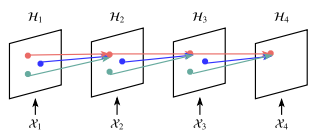 ℋ₁ ℋ₂ ℋ₃ ℋ₄
𝒳₁ 𝒳₂ 𝒳₃ 𝒳₄